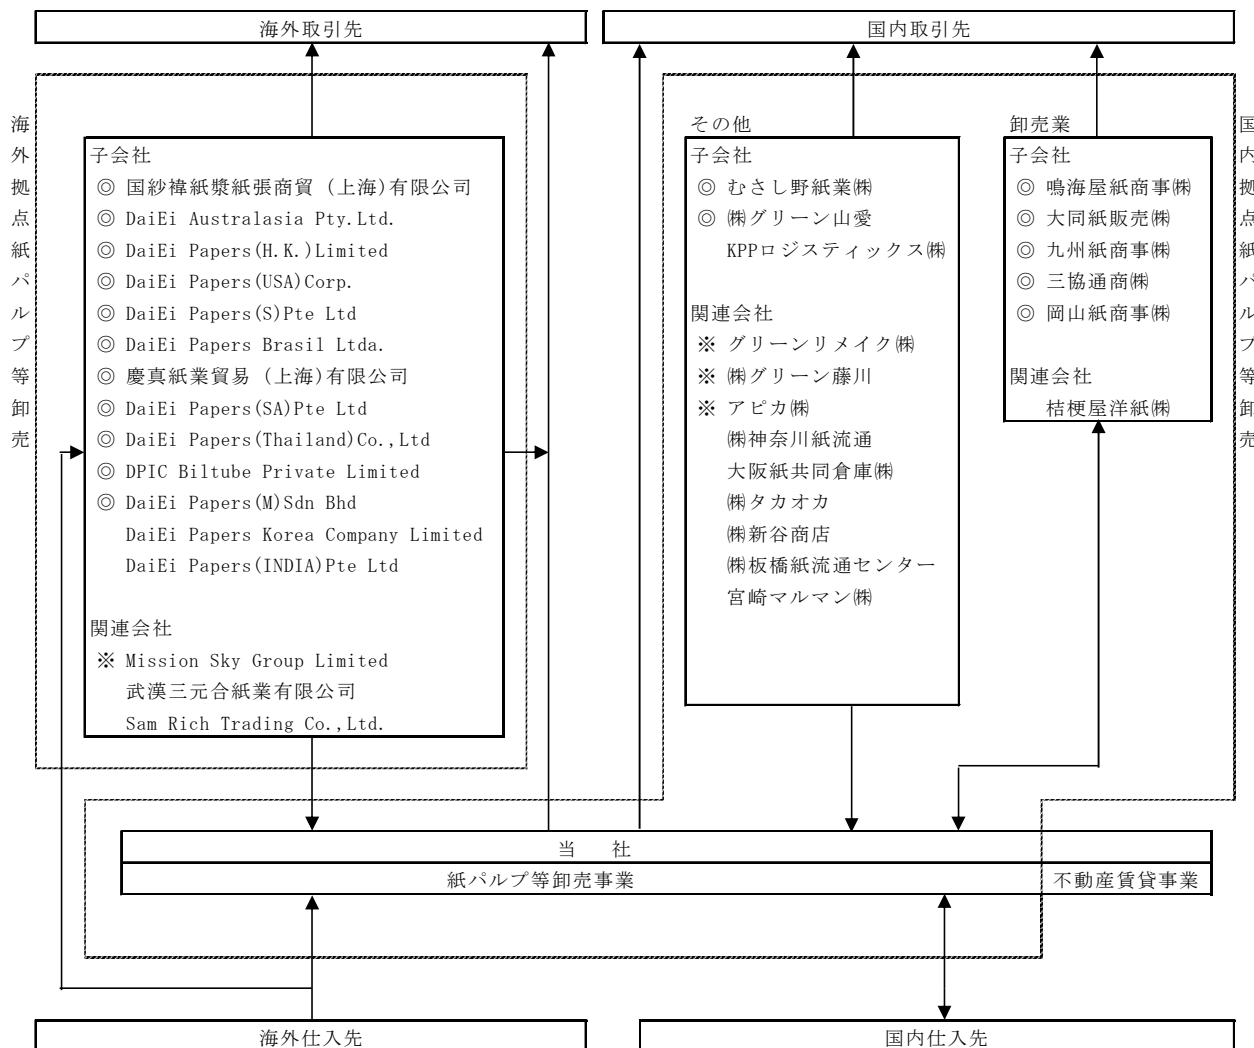 海外取引先
国内取引先
海外拠点紙パルプ等卸売
子会社
◎ 国紗褘紙漿紙張商貿 (上海)有限公司
◎ DaiEi Australasia Pty.Ltd.
◎ DaiEi Papers(H.K.)Limited
◎ DaiEi Papers(USA)Corp.
◎ DaiEi Papers(S)Pte Ltd
◎ DaiEi Papers Brasil Ltda.
◎ 慶真紙業貿易 (上海)有限公司
◎ DaiEi Papers(SA)Pte Ltd
◎ DaiEi Papers(Thailand)Co.,Ltd
◎ DPIC Biltube Private Limited
◎ DaiEi Papers(M)Sdn Bhd
DaiEi Papers Korea Company Limited
DaiEi Papers(INDIA)Pte Ltd
関連会社
※ Mission Sky Group Limited
武漢三元合紙業有限公司
Sam Rich Trading Co.,Ltd.
その他
子会社
◎ むさし野紙業㈱
◎ ㈱グリーン山愛
KPPロジスティックス㈱
関連会社
※ グリーンリメイク㈱
※ ㈱グリーン藤川
※ アピカ㈱
㈱神奈川紙流通
大阪紙共同倉庫㈱
㈱タカオカ
㈱新谷商店
㈱板橋紙流通センター
宮崎マルマン㈱
卸売業
子会社
◎ 鳴海屋紙商事㈱
◎ 大同紙販売㈱
◎ 九州紙商事㈱
◎ 三協通商㈱
◎ 岡山紙商事㈱
関連会社
桔梗屋洋紙㈱
国内拠点紙パルプ等卸売
当 社
紙パルプ等卸売事業
不動産賃貸事業
海外仕入先
国内仕入先